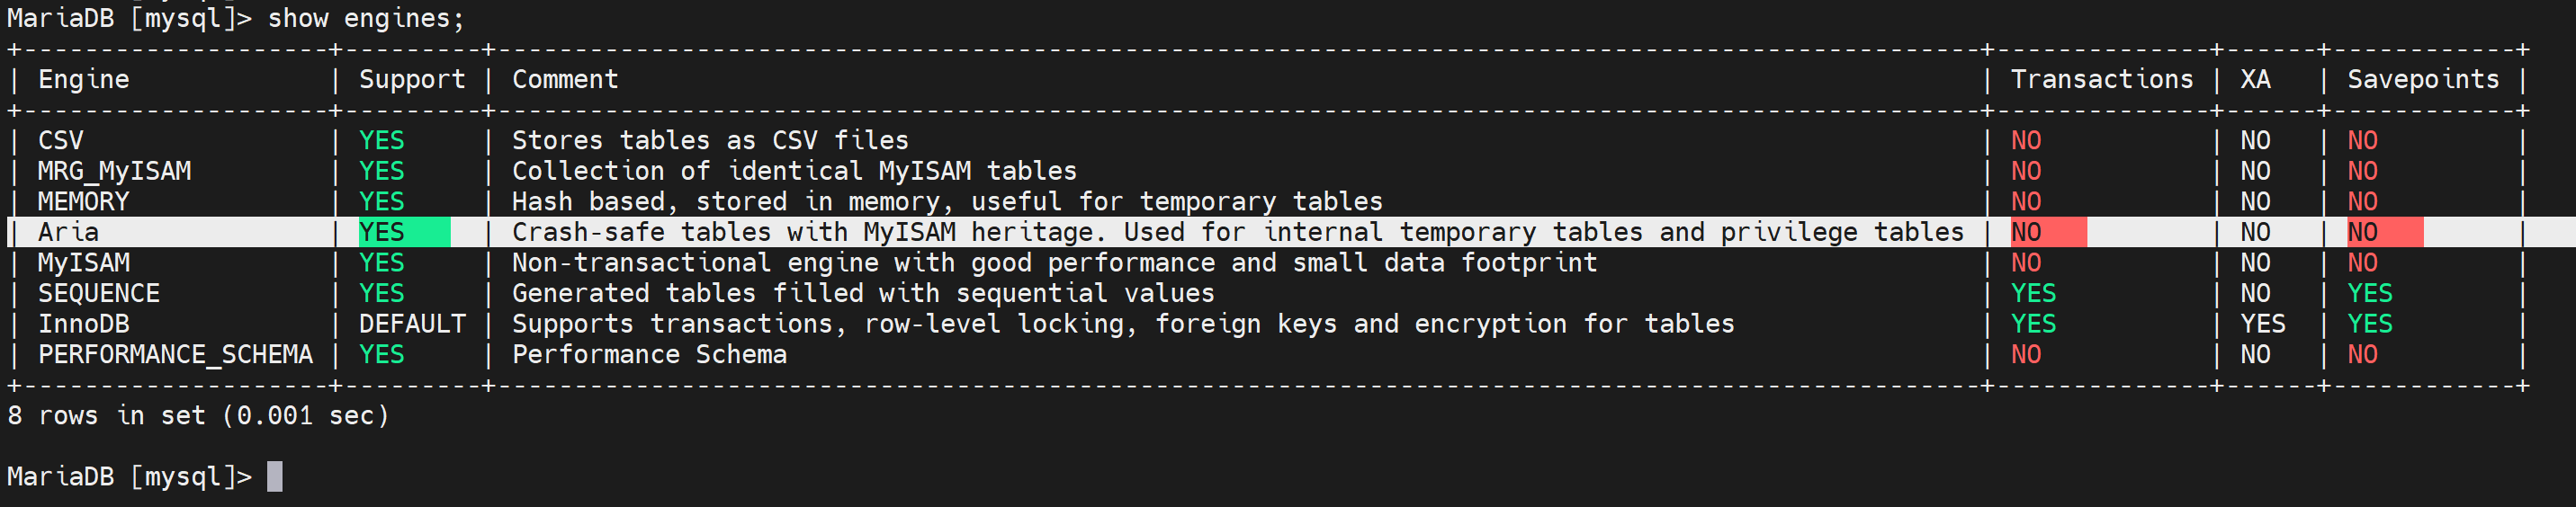 MariaDB [mysql]> show engines;
+--------------------+---------+-------------------------------------------------------------------------------------------------+--------------+------+------------+
| Engine             | Support | Comment                                                                                         | Transactions | XA   | Savepoints |
+--------------------+---------+-------------------------------------------------------------------------------------------------+--------------+------+------------+
| CSV                | YES     | Stores tables as CSV files                                                                      | NO           | NO   | NO         |
| MRG_MyISAM         | YES     | Collection of identical MyISAM tables                                                           | NO           | NO   | NO         |
| MEMORY             | YES     | Hash based, stored in memory, useful for temporary tables                                       | NO           | NO   | NO         |
| Aria               | YES     | Crash-safe tables with MyISAM heritage. Used for internal temporary tables and privilege tables | NO           | NO   | NO         |
| MyISAM             | YES     | Non-transactional engine with good performance and small data footprint                         | NO           | NO   | NO         |
| SEQUENCE           | YES     | Generated tables filled with sequential values                                                  | YES          | NO   | YES        |
| InnoDB             | DEFAULT | Supports transactions, row-level locking, foreign keys and encryption for tables                | YES          | YES  | YES        |
| PERFORMANCE_SCHEMA | YES     | Performance Schema                                                                              | NO           | NO   | NO         |
+--------------------+---------+-------------------------------------------------------------------------------------------------+--------------+------+------------+
8 rows in set (0.001 sec)
MariaDB [mysql]>